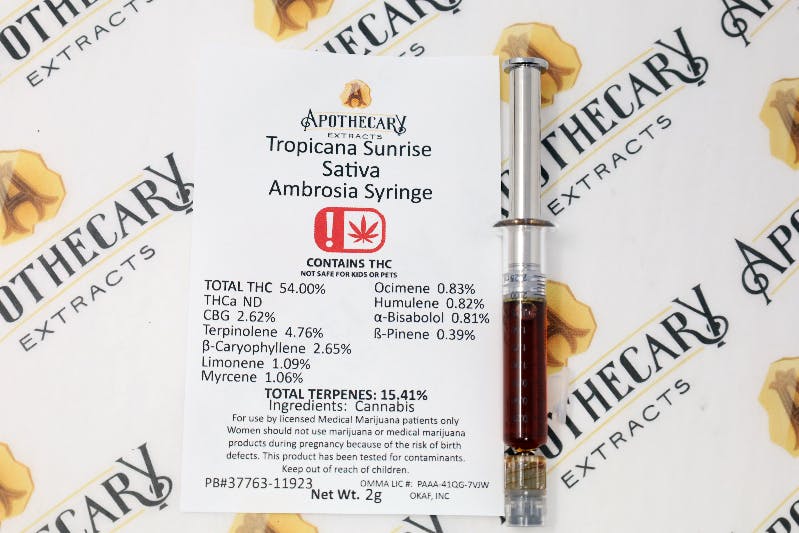 APOTHECARY
EXTRACTS
Tropicana Sunrise
Sativa
Ambrosia Syringe
!
CONTAINS THC
NOT SAFE FOR KIDS OR PETS
TOTAL THC 54.00%
THCa ND
CBG 2.62%
Terpinolene 4.76%
β-Caryophyllene 2.65%
Limonene 1.09%
Myrcene 1.06%
Ocimene 0.83%
Humulene 0.82%
α-Bisabolol 0.81%
ß-Pinene 0.39%
TOTAL TERPENES: 15.41%
Ingredients: Cannabis
For use by licensed Medical Marijuana patients only
Women should not use marijuana or medical marijuana
products during pregnancy because of the risk of birth
defects. This product has been tested for contaminants.
Keep out of reach of children.
PB#37763-11923
OMMA LIC #: PAAA-41QG-7VJW
Net Wt. 2g
OKAF, INC
OTHECARY
EXTRACTS
APOTHECARY
EXTRACTS
POTHECARY
EXTRACTS
APOTHECARY
EXTRACTS
APOTHECARY
EXTRACTS